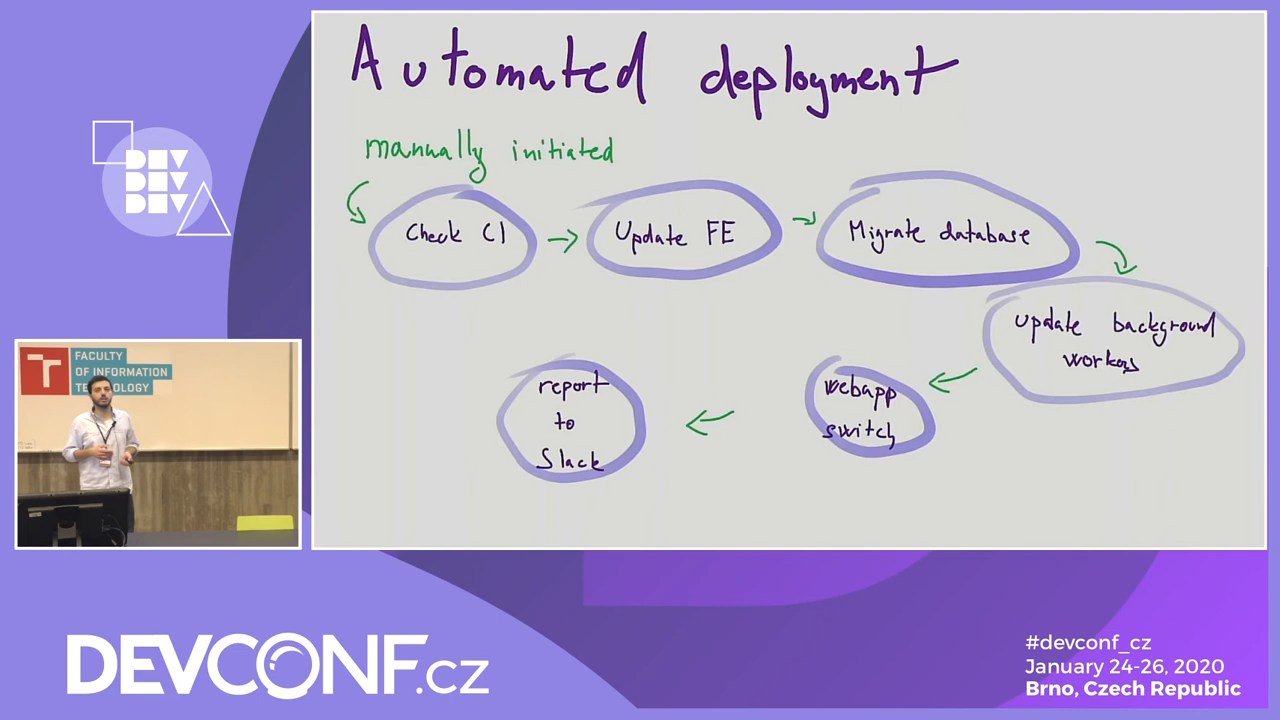 Automated deployment
manually initiated
Check CI
Update FE
Migrate database
Update background
workers
webapp
switch
report
to
Slack
DEV
DEV
DEV
T
FACULTY
OF INFORMATION
TECHNOLOGY
DEVCONF.cz
#devconf_cz
January 24-26, 2020
Brno, Czech Republic